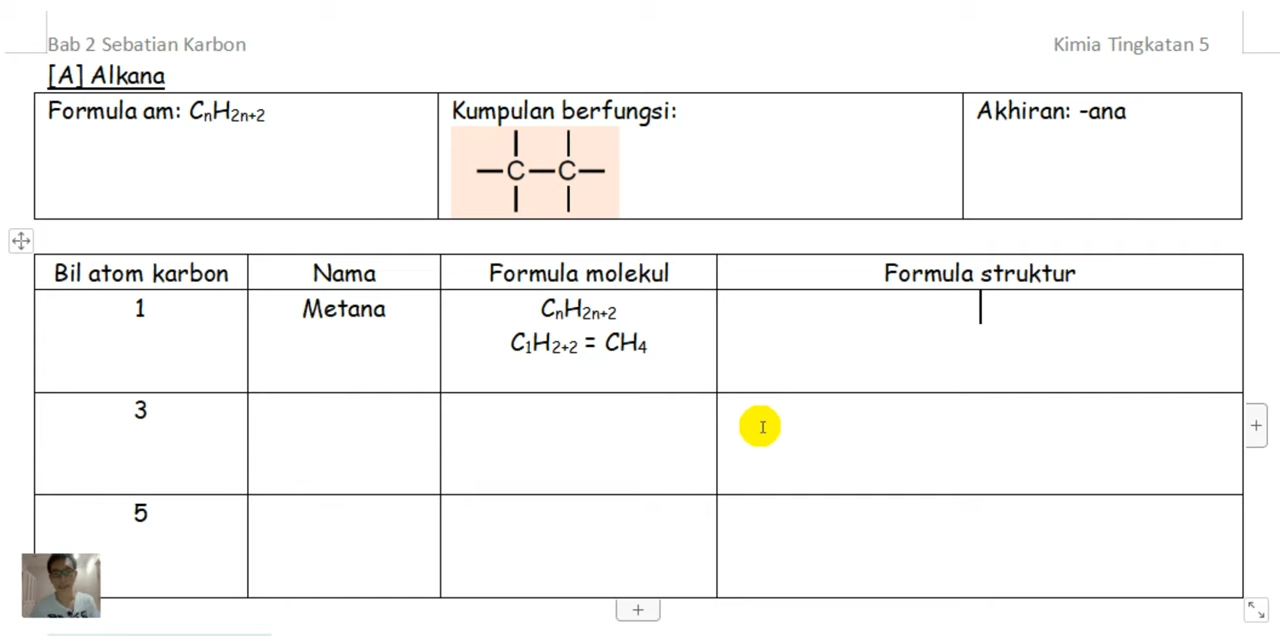 Bab 2 Sebatian Karbon
Kimia Tingkatan 5
[A] Alkana
Formula am: CₙH₂ₙ₊₂
Kumpulan berfungsi:
Akhiran: -ana
C C
Bil atom karbon
Nama
Formula molekul
Formula struktur
1
Metana
CₙH₂ₙ₊₂
C₁H₂₊₂ = CH₄
3
5